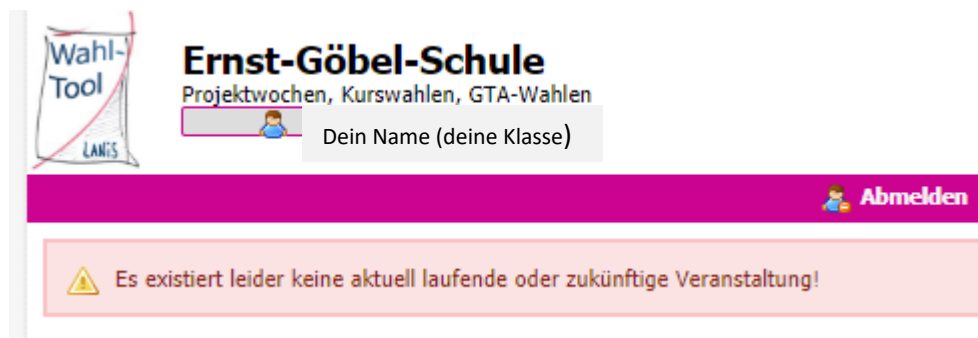 Wahl-
Tool
LANiS
Ernst-Göbel-Schule
Projektwochen, Kurswahlen, GTA-Wahlen
Dein Name (deine Klasse)
Abmelden
Es existiert leider keine aktuell laufende oder zukünftige Veranstaltung!